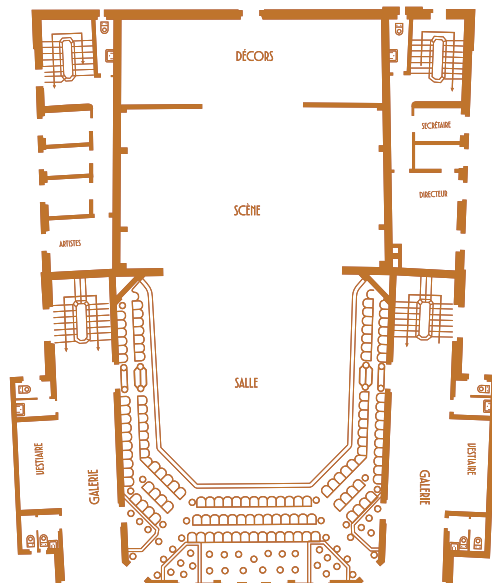 DÉCORS
SECRÉTAIRE
DIRECTEUR
SCÈNE
ARTISTES
SALLE
VESTIAIRE
GALERIE
GALERIE
VESTIAIRE